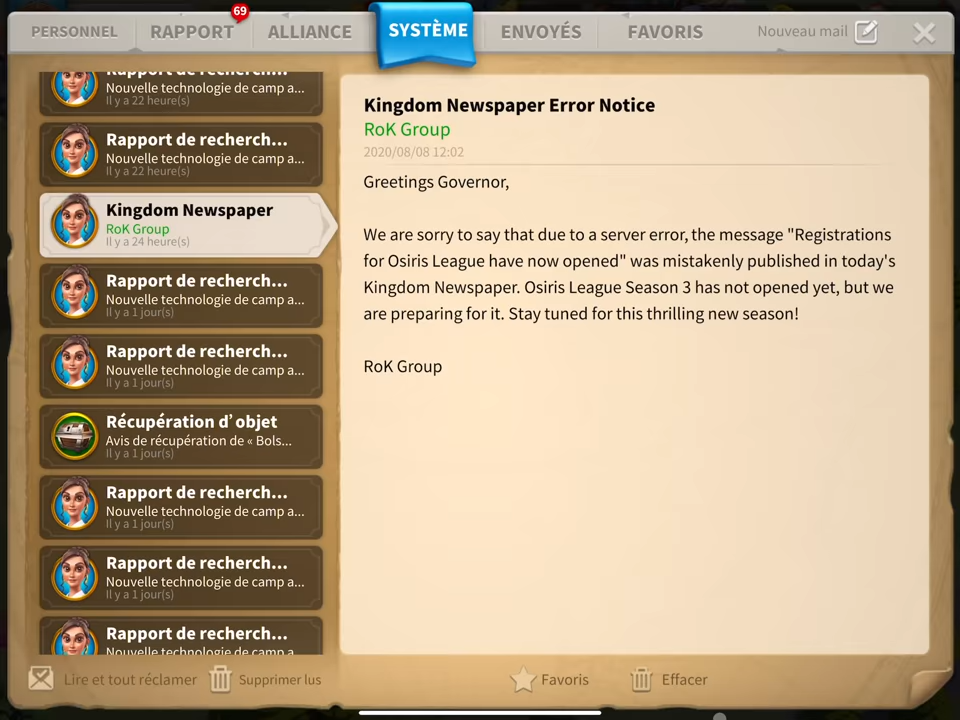 PERSONNEL
RAPPORT
69
ALLIANCE
SYSTÈME
ENVOYÉS
FAVORIS
Nouveau mail
Rapport de recherch...
Nouvelle technologie de camp a...
Il y a 22 heure(s)
Rapport de recherch...
Nouvelle technologie de camp a...
Il y a 22 heure(s)
Kingdom Newspaper
RoK Group
Il y a 24 heure(s)
Rapport de recherch...
Nouvelle technologie de camp a...
Il y a 1 jour(s)
Rapport de recherch...
Nouvelle technologie de camp a...
Il y a 1 jour(s)
Récupération d’objet
Avis de récupération de « Bols...
Il y a 1 jour(s)
Rapport de recherch...
Nouvelle technologie de camp a...
Il y a 1 jour(s)
Rapport de recherch...
Nouvelle technologie de camp a...
Il y a 1 jour(s)
Rapport de recherch...
Nouvelle technologie de camp a...
Kingdom Newspaper Error Notice
RoK Group
2020/08/08 12:02
Greetings Governor,
We are sorry to say that due to a server error, the message "Registrations
for Osiris League have now opened" was mistakenly published in today's
Kingdom Newspaper. Osiris League Season 3 has not opened yet, but we
are preparing for it. Stay tuned for this thrilling new season!
RoK Group
Lire et tout réclamer
Supprimer lus
Favoris
Effacer